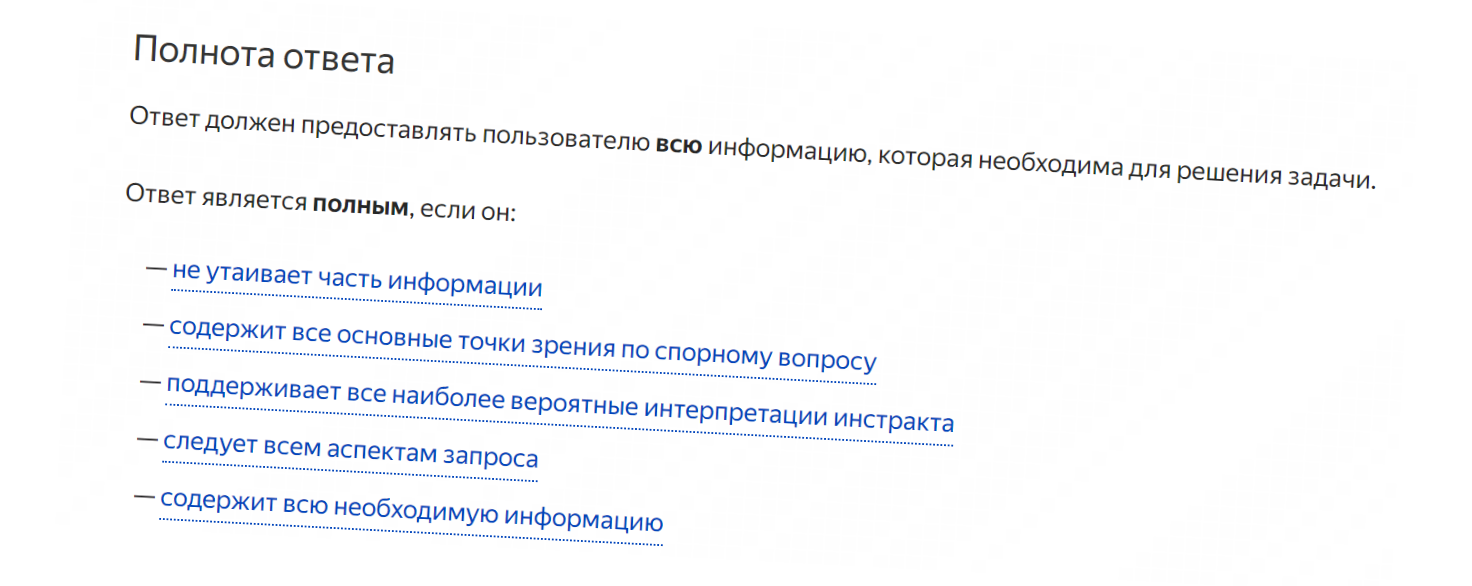 Полнота ответа
Ответ должен предоставлять пользователю всю информацию, которая необходима для решения задачи.
Ответ является полным, если он:
— не утаивает часть информации
— содержит все основные точки зрения по спорному вопросу
— поддерживает все наиболее вероятные интерпретации инстракта
— следует всем аспектам запроса
— содержит всю необходимую информацию